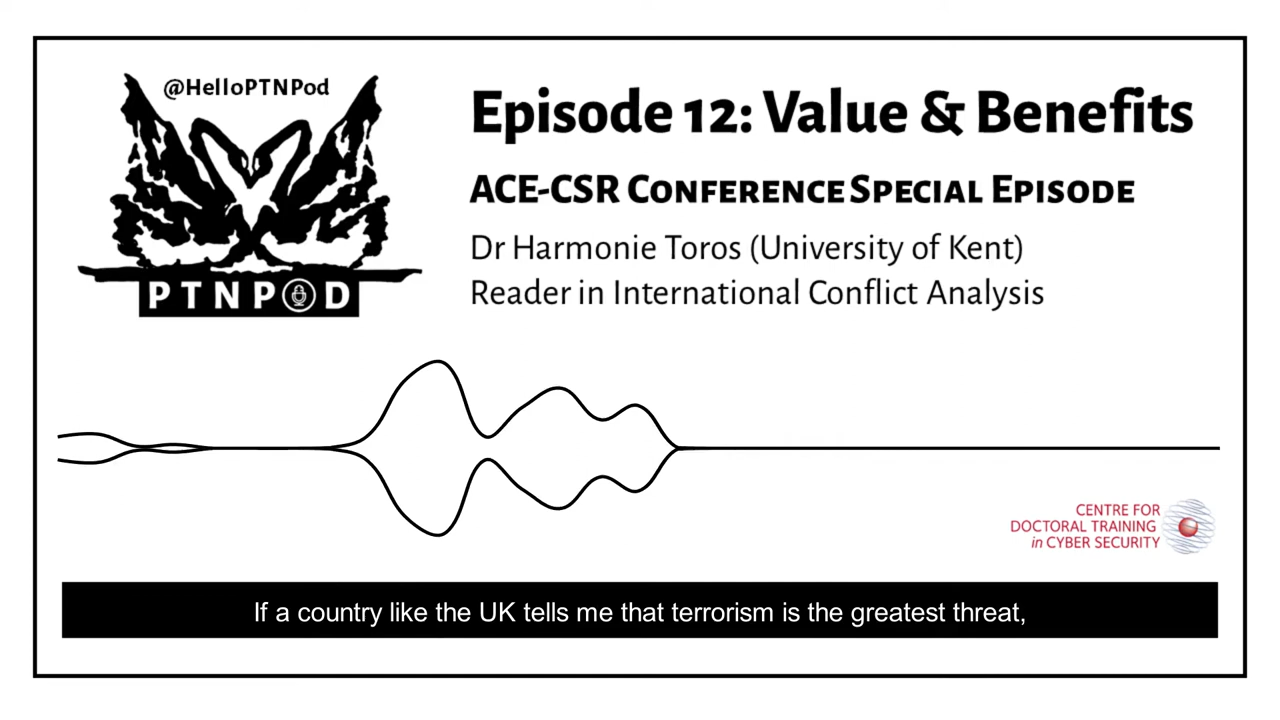 @HelloPTNPod
PTNPOD
Episode 12: Value & Benefits
ACE-CSR Conference Special Episode
Dr Harmonie Toros (University of Kent)
Reader in International Conflict Analysis
CENTRE FOR
DOCTORAL TRAINING
in CYBER SECURITY
If a country like the UK tells me that terrorism is the greatest threat,